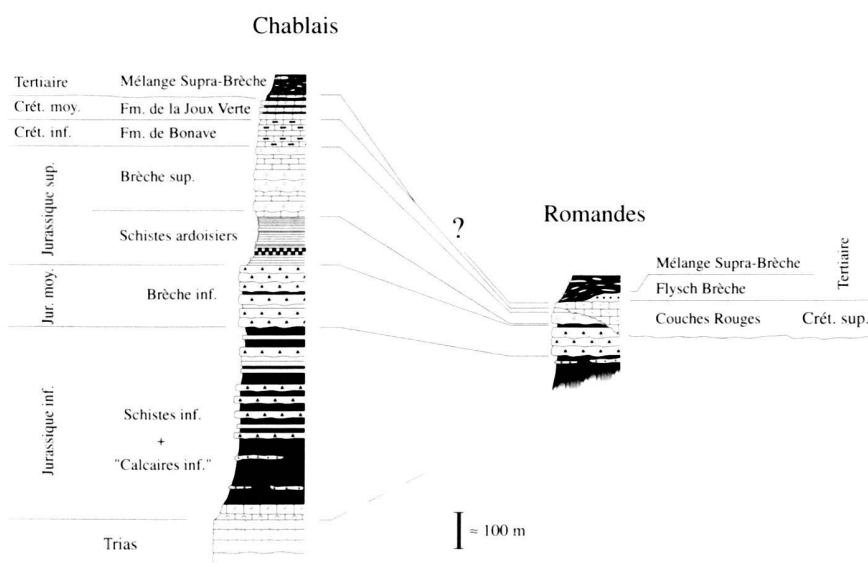 Chablais
Tertiaire Mélange Supra-Brèche
Crét. moy. Fm. de la Joux Verte
Crét. inf. Fm. de Bonave
Jurassique sup.
Brèche sup.
Schistes ardoisiers
Jur. moy.
Brèche inf.
Jurassique inf.
Schistes inf.
+
"Calcaires inf."
Trias
?
Romandes
Mélange Supra-Brèche
Flysch Brèche
Tertiaire
Couches Rouges Crét. sup.
≈ 100 m